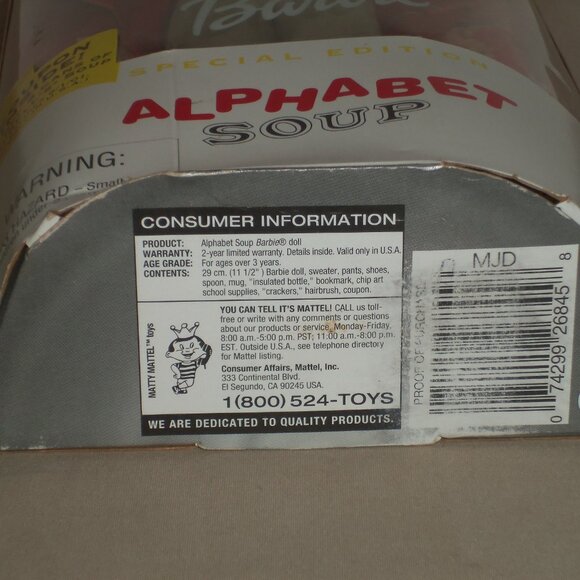 Barbie
SPECIAL EDITION
ALPHABET
SOUP
WARNING:
HAZARD – Small
CONSUMER INFORMATION
PRODUCT: Alphabet Soup Barbie® doll
WARRANTY: 2-year limited warranty. Details inside. Valid only in U.S.A.
AGE GRADE: For ages over 3 years.
CONTENTS: 29 cm. (11 1/2") Barbie doll, sweater, pants, shoes,
spoon, mug, "insulated bottle," bookmark, chip art
school supplies, "crackers," hairbrush, coupon.
YOU CAN TELL IT'S MATTEL! CALL us toll-
free or write with any comments or questions
about our products or service, Monday-Friday,
8:00 a.m.-5:00 p.m. PST; 11:00 a.m.-8:00 p.m.
EST. Outside U.S.A., see telephone directory
for Mattel listing.
Consumer Affairs, Mattel, Inc.
333 Continental Blvd.
El Segundo, CA 90245 USA.
1(800) 524-TOYS
MATTY MATTEL™ toys
WE ARE DEDICATED TO QUALITY PRODUCTS.
MJD
PROOF OF PURCHASE
0 74299 26845 8